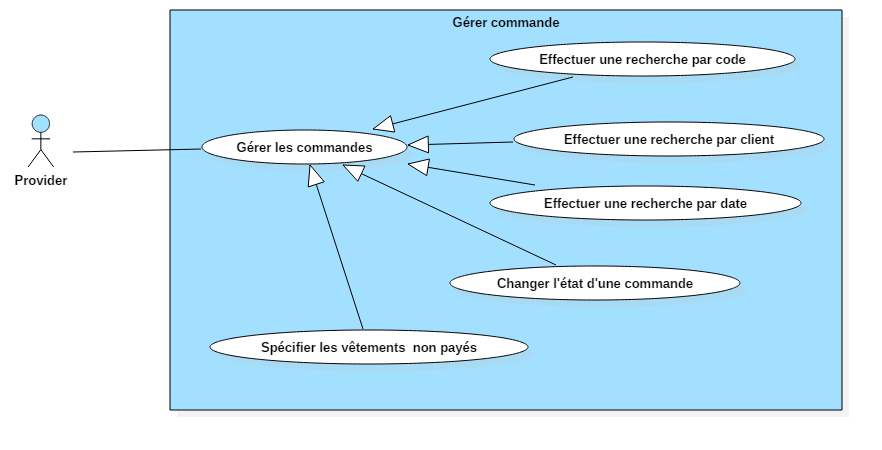 Gérer commande
Effectuer une recherche par code
Effectuer une recherche par client
Gérer les commandes
Provider
Effectuer une recherche par date
Changer l'état d'une commande
Spécifier les vêtements  non payés